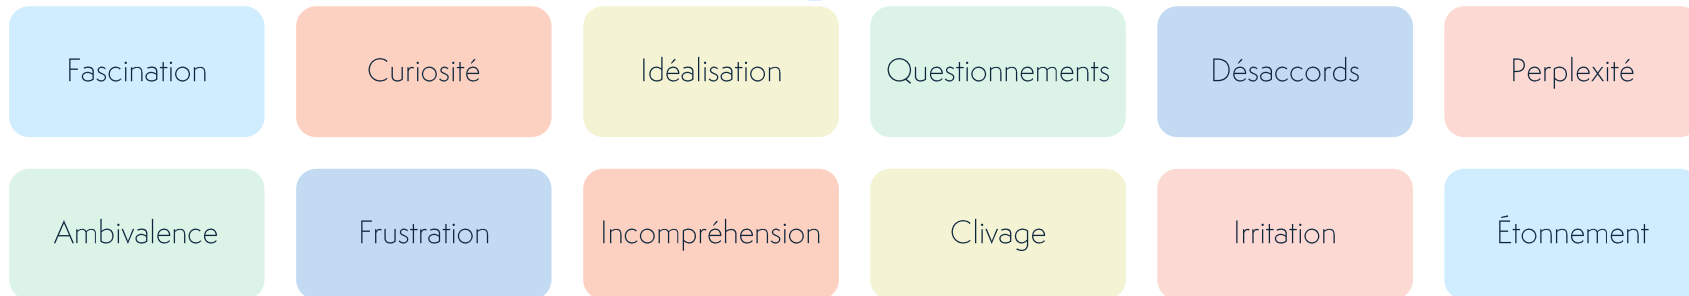 Fascination
Curiosité
Idéalisation
Questionnements
Désaccords
Perplexité
Ambivalence
Frustration
Incompréhension
Clivage
Irritation
Étonnement